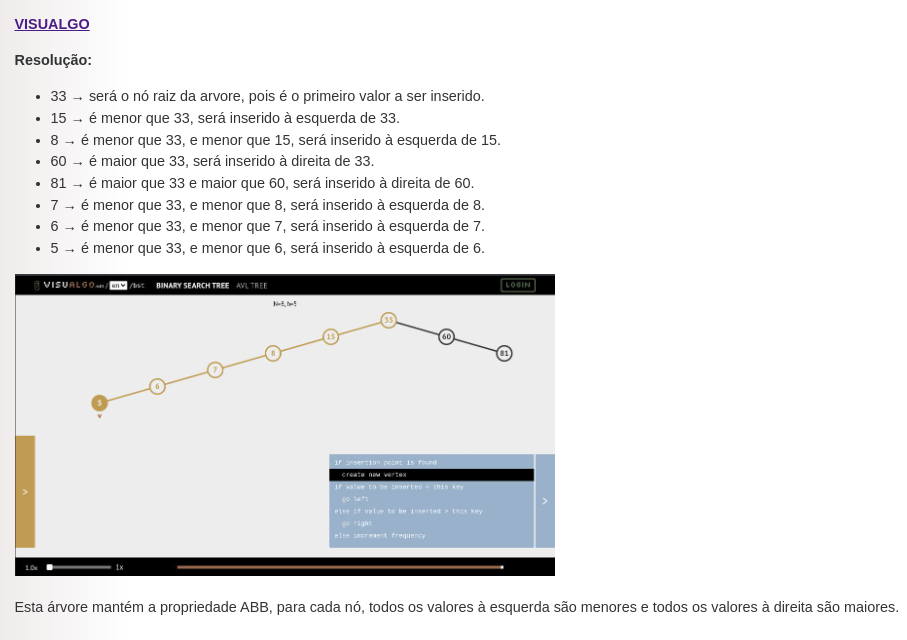 VISUALGO
Resolução:
33 → será o nó raiz da arvore, pois é o primeiro valor a ser inserido.
15 → é menor que 33, será inserido à esquerda de 33.
8 → é menor que 33, e menor que 15, será inserido à esquerda de 15.
60 → é maior que 33, será inserido à direita de 33.
81 → é maior que 33 e maior que 60, será inserido à direita de 60.
7 → é menor que 33, e menor que 8, será inserido à esquerda de 8.
6 → é menor que 33, e menor que 7, será inserido à esquerda de 7.
5 → é menor que 33, e menor que 6, será inserido à esquerda de 6.
VISUALGO.net / en /bst BINARY SEARCH TREE AVL TREE LOGIN
33
15 60
8 81
7
6
5
if insertion point is found
create new vertex
if value to be inserted < this key
go left
else if value to be inserted > this key
go right
else increment frequency
1.0x 1x
Esta árvore mantém a propriedade ABB, para cada nó, todos os valores à esquerda são menores e todos os valores à direita são maiores.